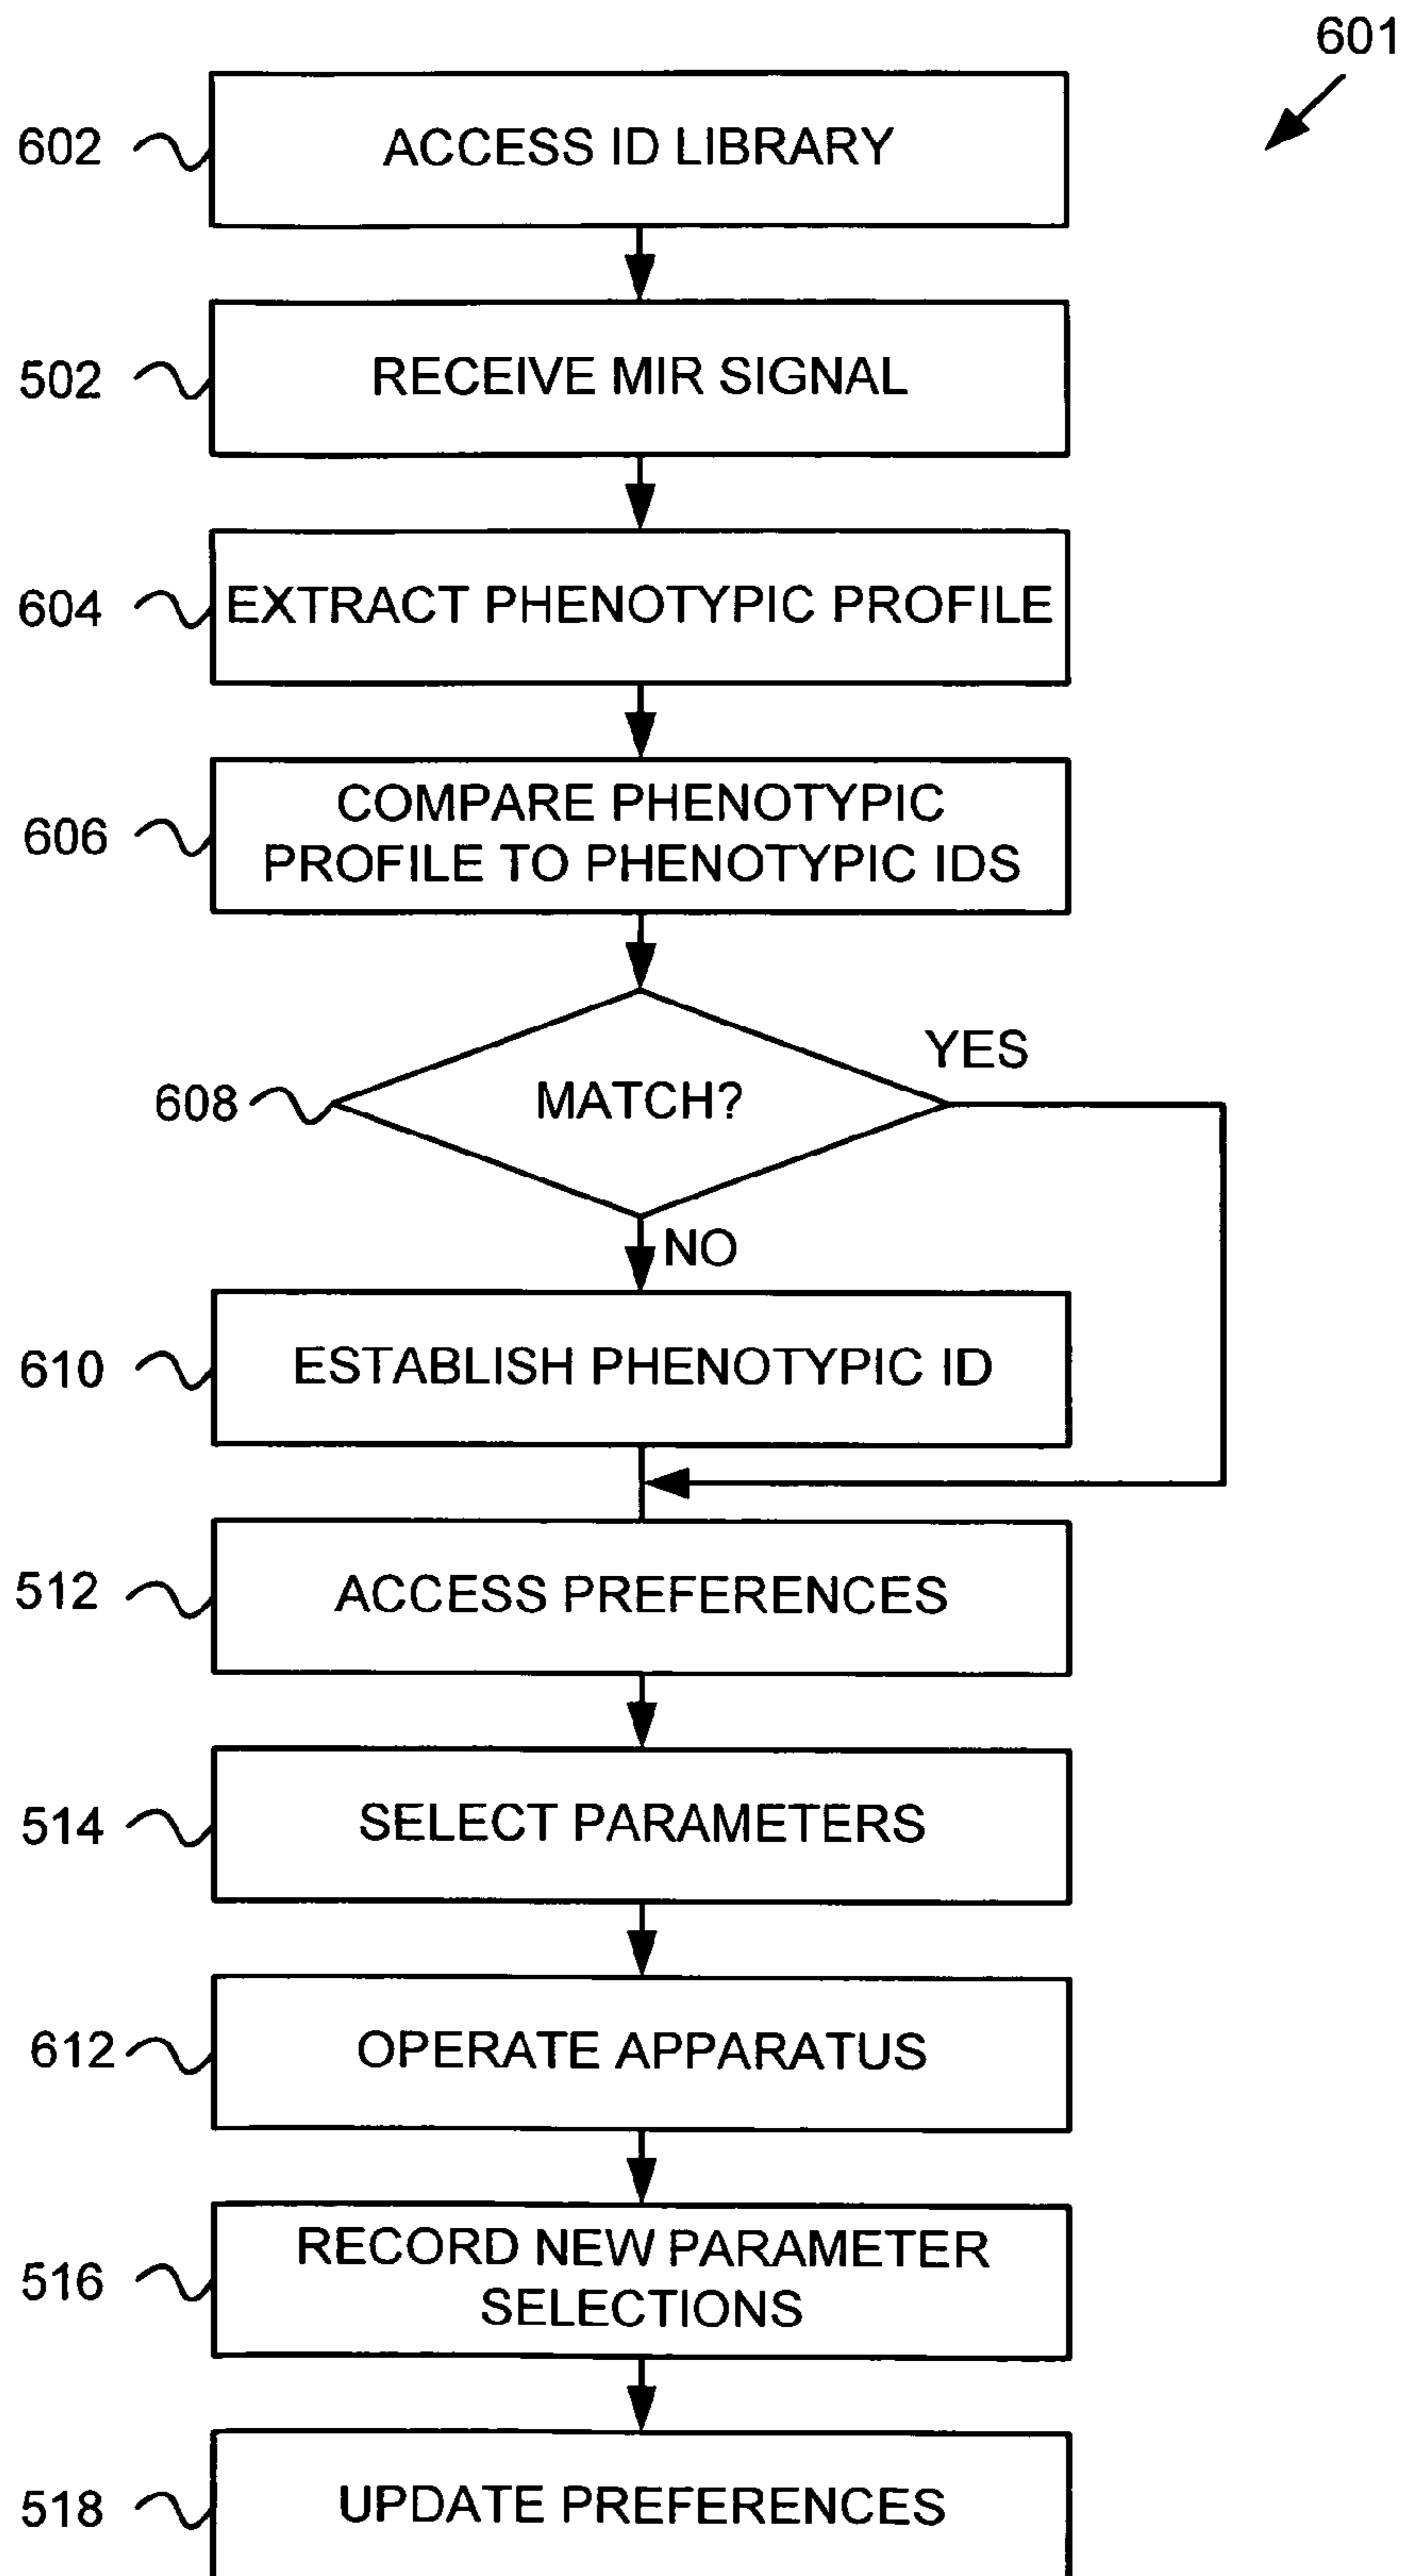 601
602
ACCESS ID LIBRARY
502
RECEIVE MIR SIGNAL
604
EXTRACT PHENOTYPIC PROFILE
606
COMPARE PHENOTYPIC
PROFILE TO PHENOTYPIC IDS
608
MATCH?
YES
NO
610
ESTABLISH PHENOTYPIC ID
512
ACCESS PREFERENCES
514
SELECT PARAMETERS
612
OPERATE APPARATUS
516
RECORD NEW PARAMETER
SELECTIONS
518
UPDATE PREFERENCES